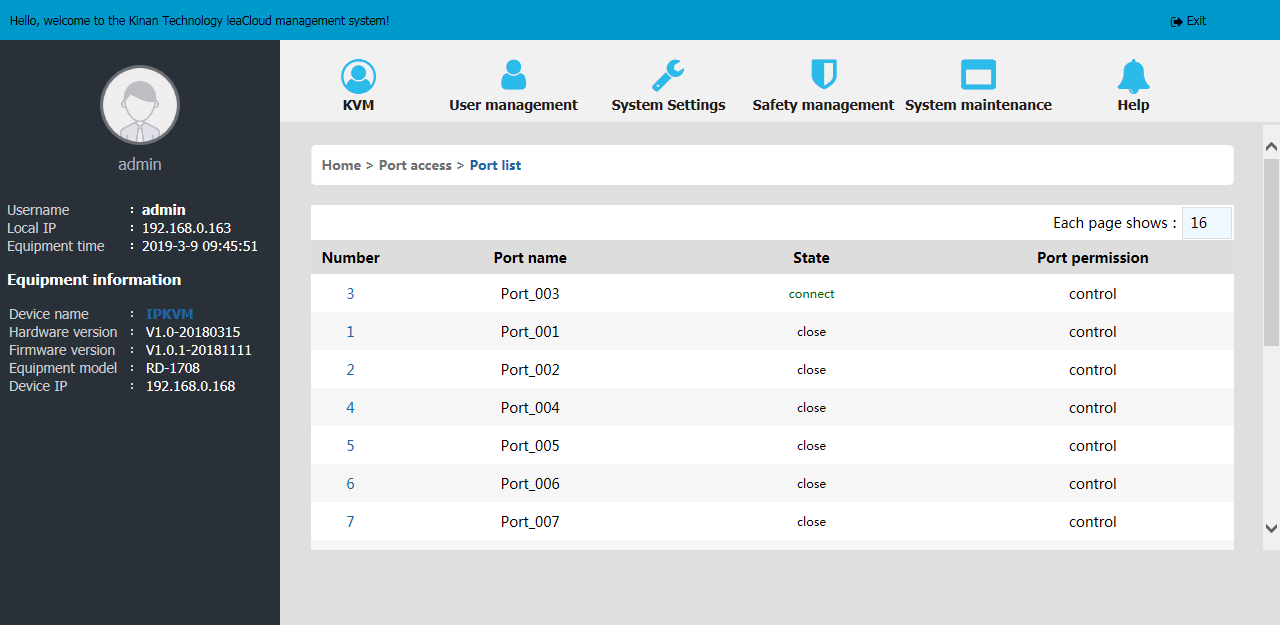 Hello, welcome to the Kinan Technology leaCloud management system!
Exit
KVM
User management
System Settings
Safety management
System maintenance
Help
admin
Username : admin
Local IP : 192.168.0.163
Equipment time : 2019-3-9 09:45:51
Equipment information
Device name : IPKVM
Hardware version : V1.0-20180315
Firmware version : V1.0.1-20181111
Equipment model : RD-1708
Device IP : 192.168.0.168
Home > Port access > Port list
Each page shows : 16
Number Port name State Port permission
3 Port_003 connect control
1 Port_001 close control
2 Port_002 close control
4 Port_004 close control
5 Port_005 close control
6 Port_006 close control
7 Port_007 close control